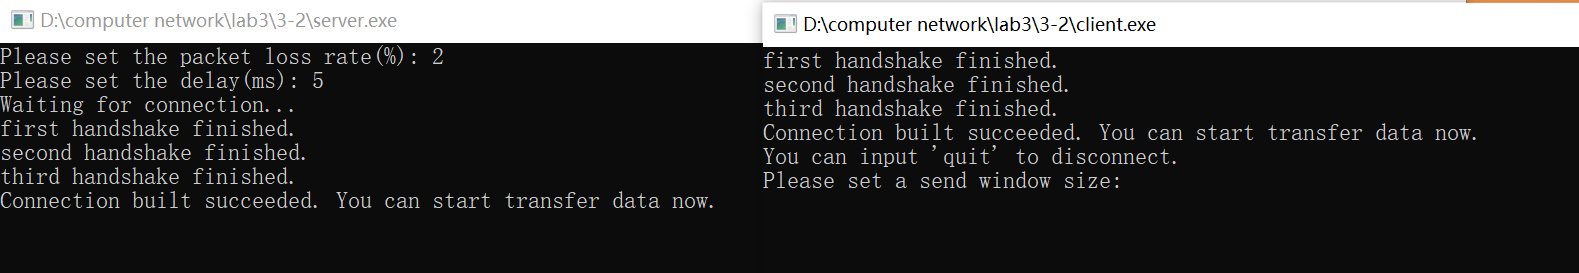 D:\computer network\lab3\3-2\server.exe
Please set the packet loss rate(%): 2
Please set the delay(ms): 5
Waiting for connection...
first handshake finished.
second handshake finished.
third handshake finished.
Connection built succeeded. You can start transfer data now.
D:\computer network\lab3\3-2\client.exe
first handshake finished.
second handshake finished.
third handshake finished.
Connection built succeeded. You can start transfer data now.
You can input 'quit' to disconnect.
Please set a send window size: